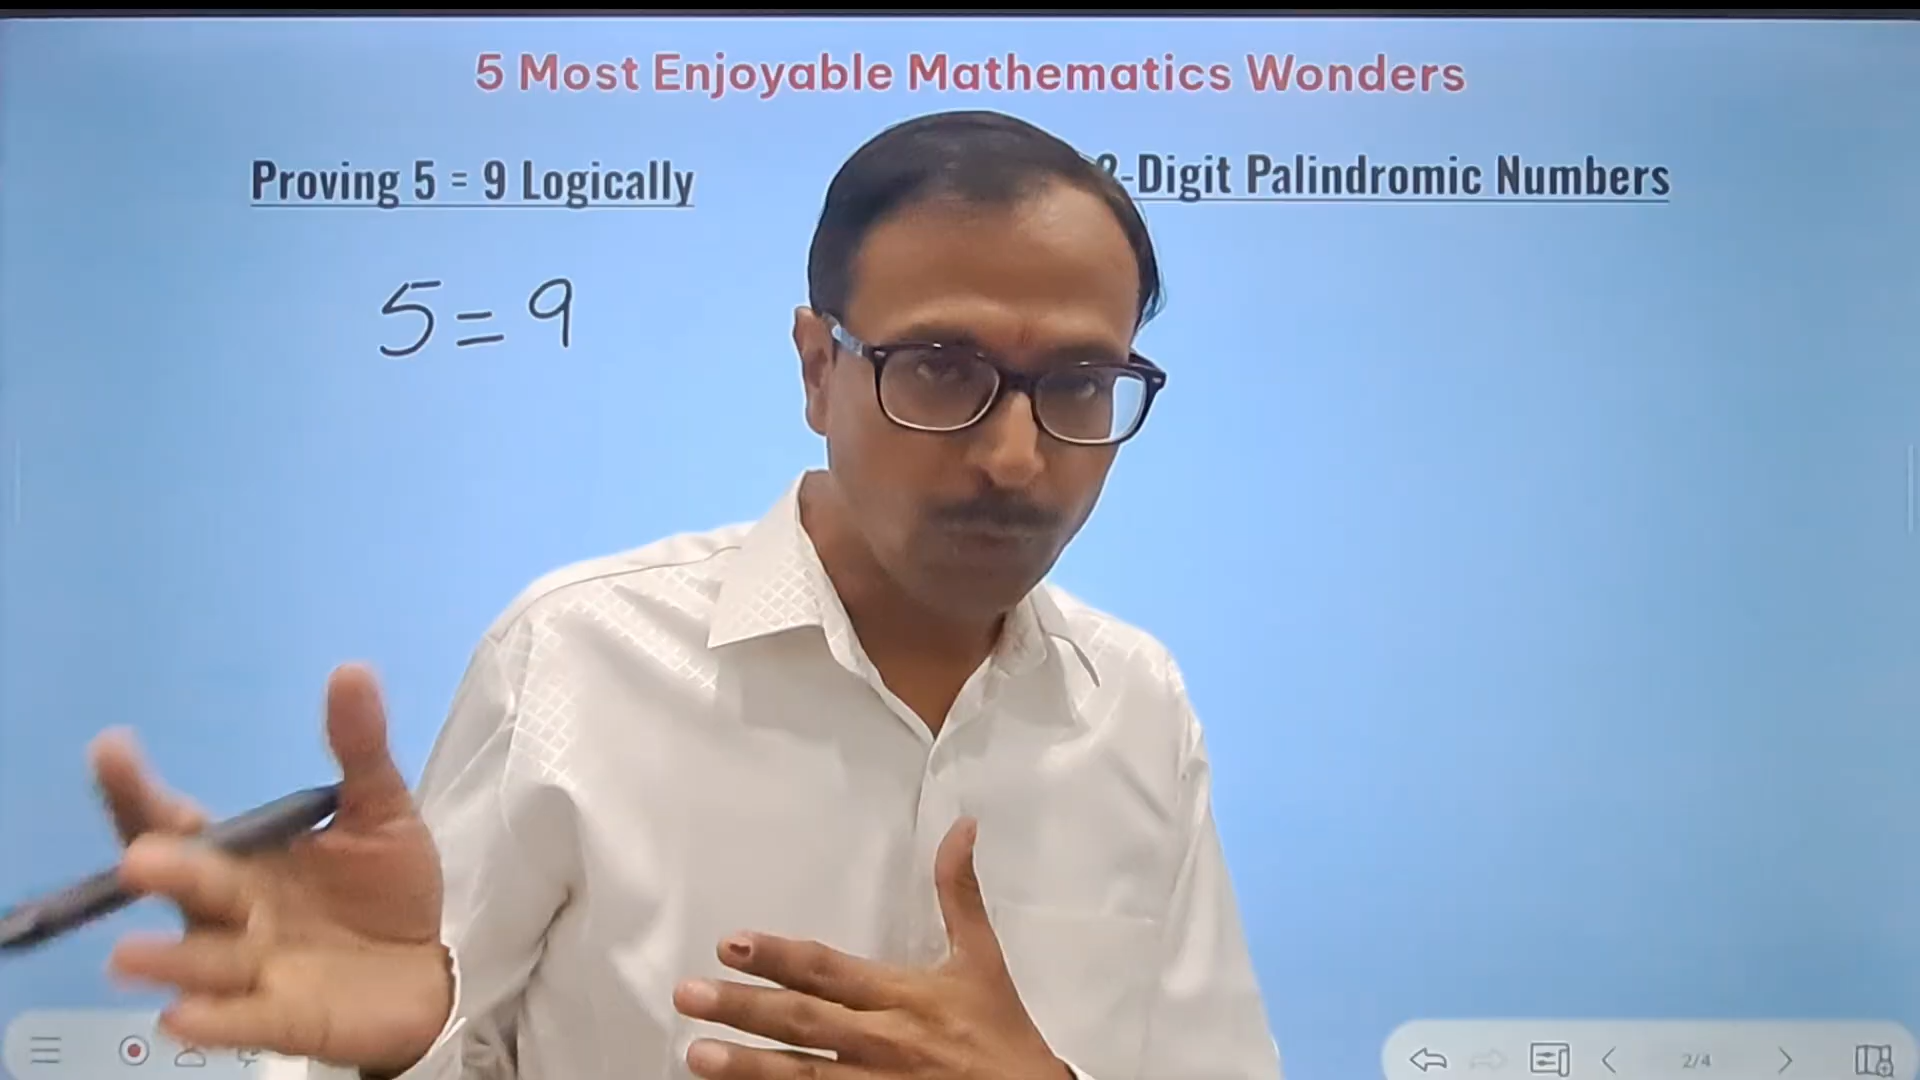 5 Most Enjoyable Mathematics Wonders
Proving 5 = 9 Logically
-Digit Palindromic Numbers
5 = 9
2/4